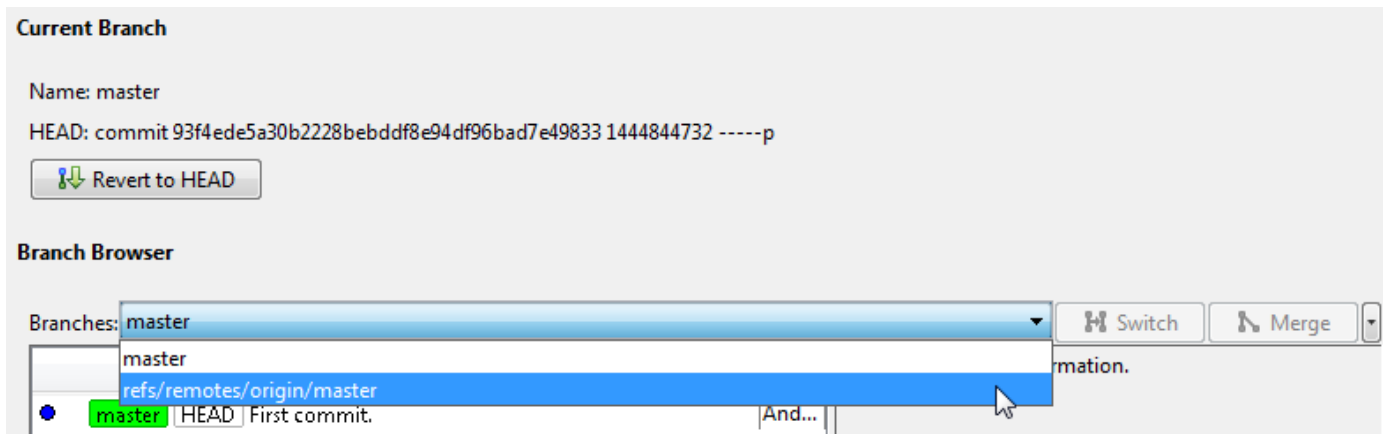 Current Branch
Name: master
HEAD: commit 93f4ede5a30b2228bebddf8e94df96bad7e49833 1444844732 -----p
Revert to HEAD
Branch Browser
Branches: master Switch Merge
master
rmation.
refs/remotes/origin/master
master HEAD First commit. And...